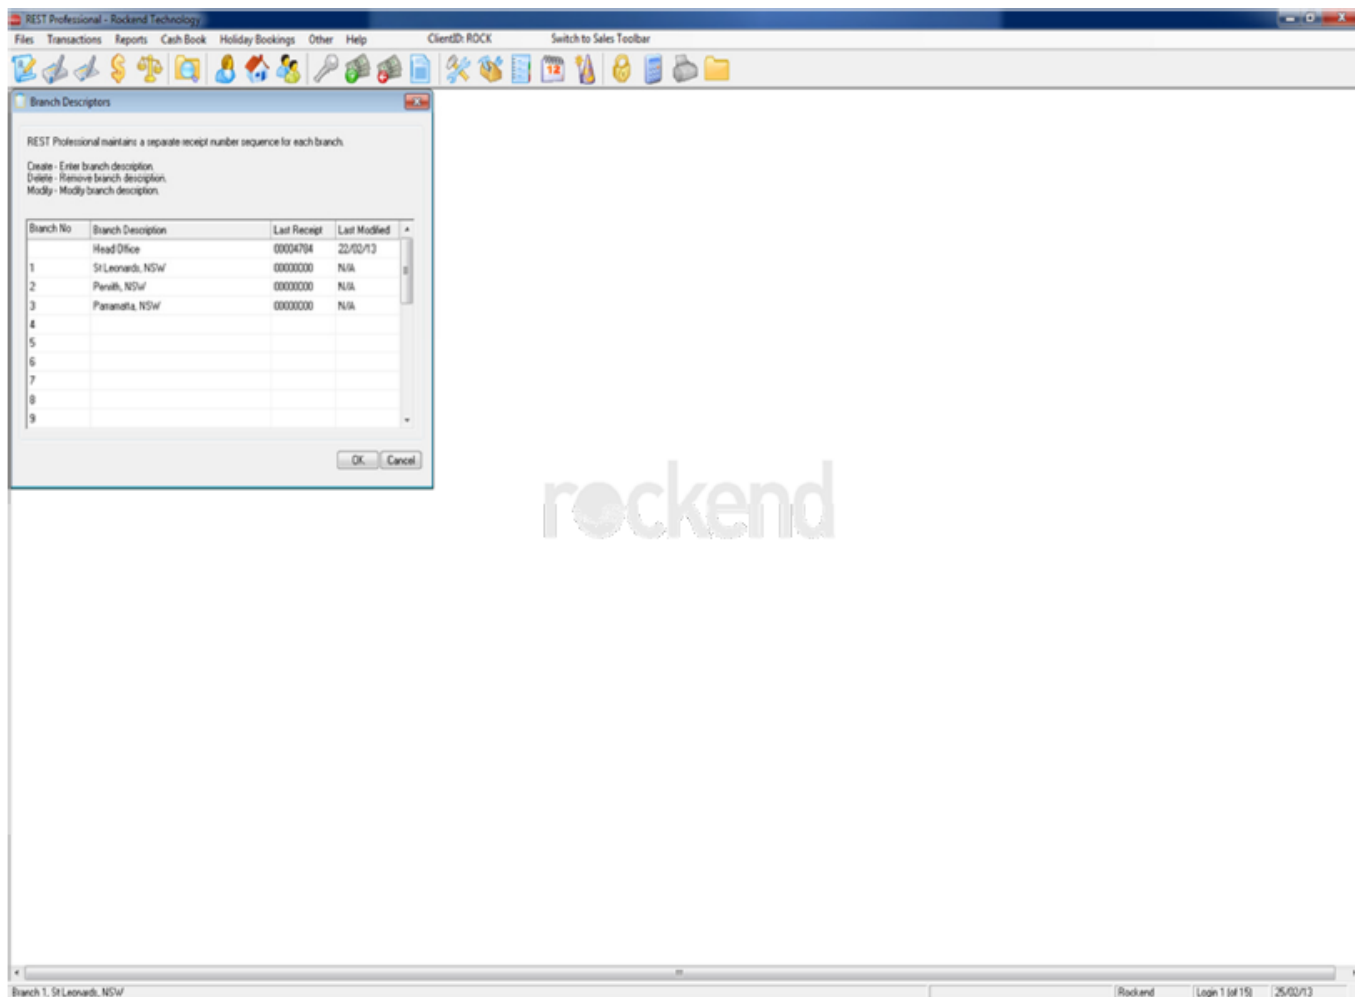 REST Professional - Rockend Technology
Files Transactions Reports Cash Book Holiday Bookings Other Help ClientID: ROCK Switch to Sales Toolbar
12
Branch Descriptors
REST Professional maintains a separate receipt number sequence for each branch.
Create - Enter branch description.
Delete - Remove branch description.
Modify - Modify branch description.
Branch No Branch Description Last Receipt Last Modified
Head Office 00004784 22/02/13
1 St Leonards, NSW 00000000 N/A
2 Penrith, NSW 00000000 N/A
3 Parramatta, NSW 00000000 N/A
4
5
6
7
8
9
OK Cancel
rockend
Branch 1, St Leonards, NSW Rockend Login 1 (of 15) 25/02/13